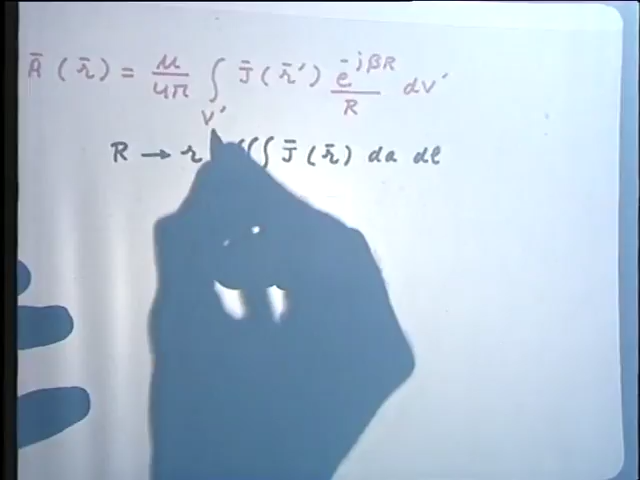 Ā (r̄) = μ/4π ∫V' J̄(r̄') e^-jβR/R dv'
R → r ∫∫ J̄(r̄) da dl